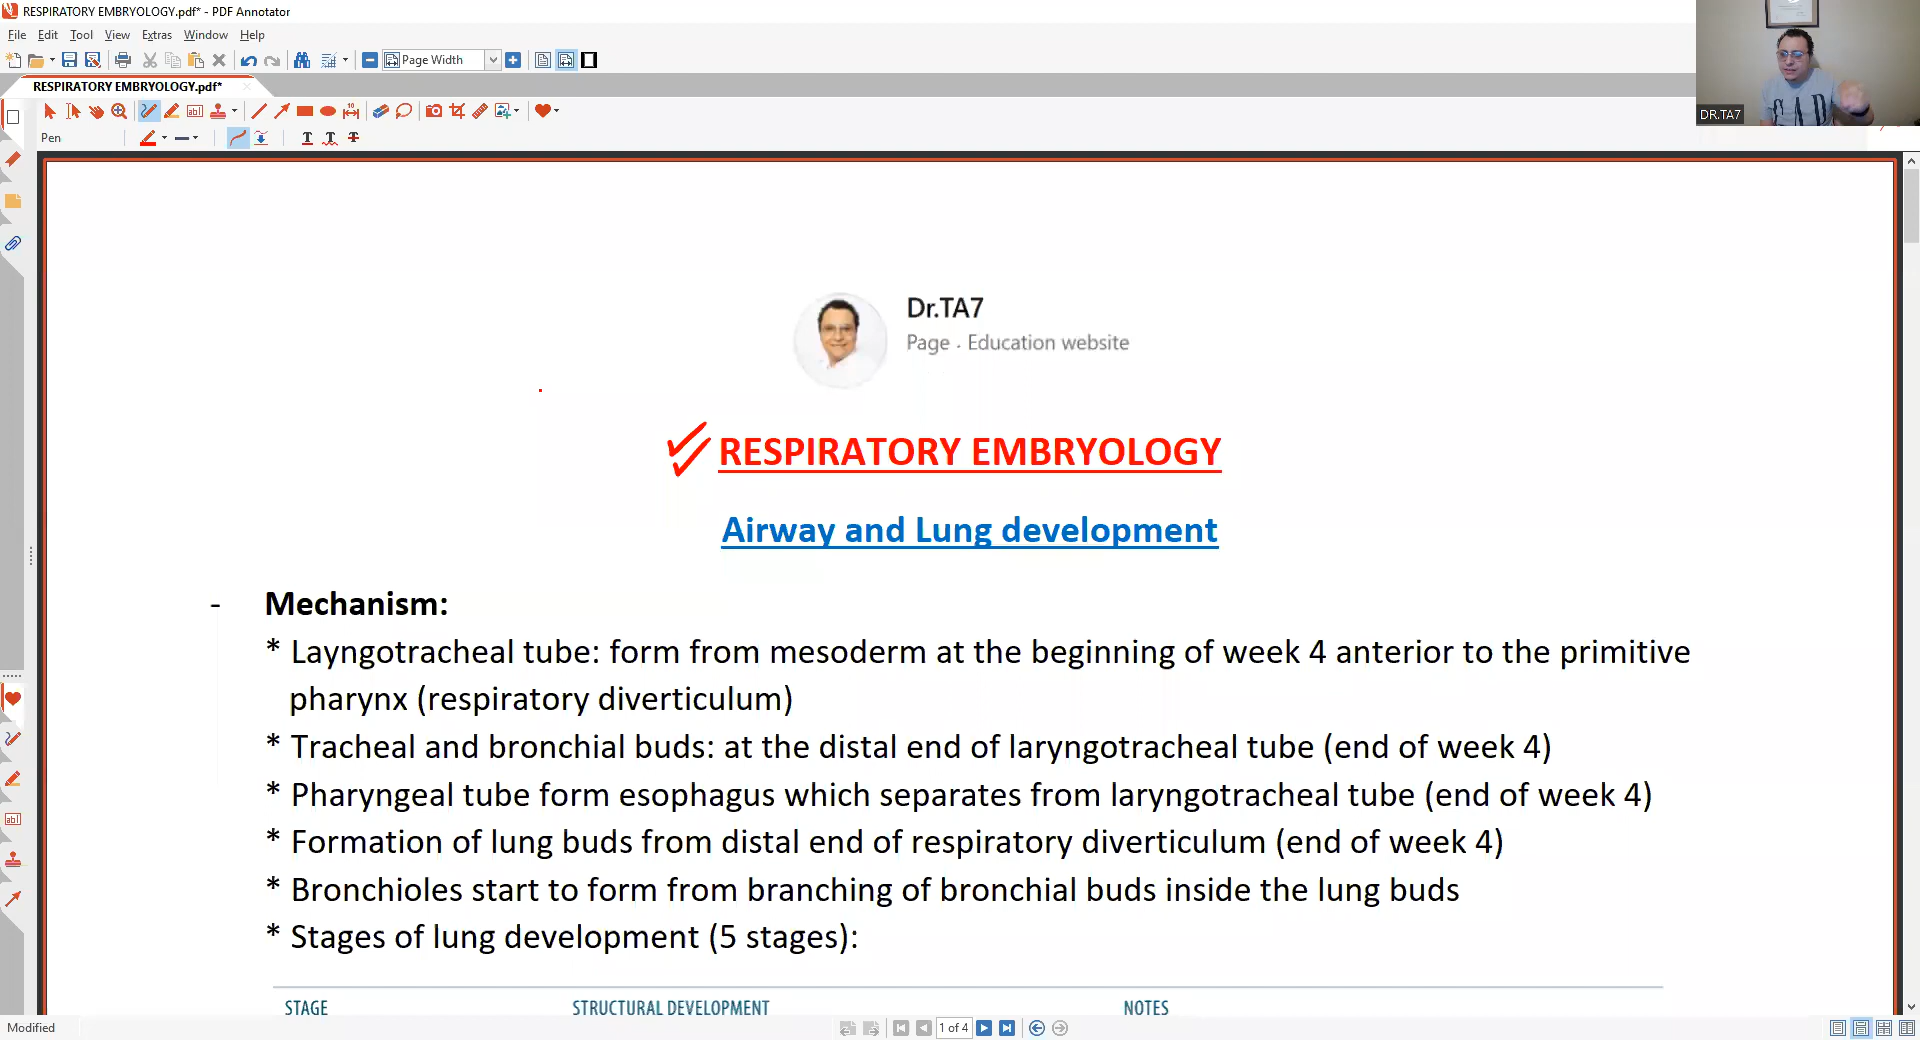 RESPIRATORY EMBRYOLOGY.pdf* - PDF Annotator
File Edit Tool View Extras Window Help
Page Width
RESPIRATORY EMBRYOLOGY.pdf*
Pen
DR.TA7
Dr.TA7
Page · Education website
RESPIRATORY EMBRYOLOGY
Airway and Lung development
- Mechanism:
* Layngotracheal tube: form from mesoderm at the beginning of week 4 anterior to the primitive
pharynx (respiratory diverticulum)
* Tracheal and bronchial buds: at the distal end of laryngotracheal tube (end of week 4)
* Pharyngeal tube form esophagus which separates from laryngotracheal tube (end of week 4)
* Formation of lung buds from distal end of respiratory diverticulum (end of week 4)
* Bronchioles start to form from branching of bronchial buds inside the lung buds
* Stages of lung development (5 stages):
STAGE STRUCTURAL DEVELOPMENT NOTES
Modified 1 of 4